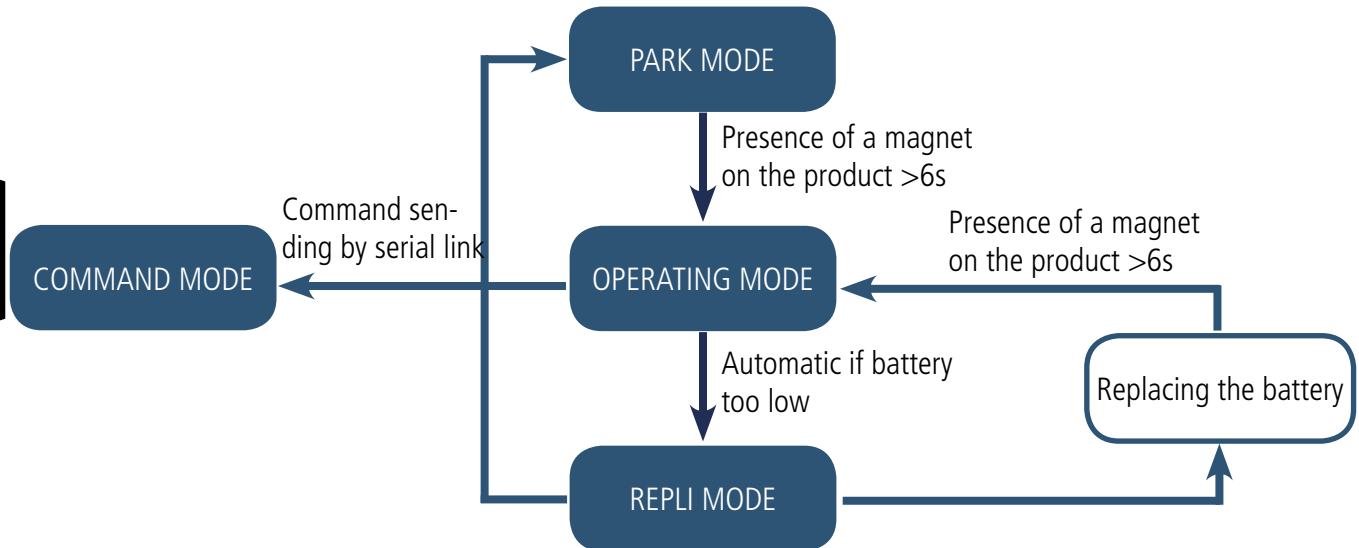 PARK MODE
Presence of a magnet
on the product >6s
Command sen-
ding by serial link
Presence of a magnet
on the product >6s
COMMAND MODE
OPERATING MODE
Automatic if battery
too low
Replacing the battery
REPLI MODE